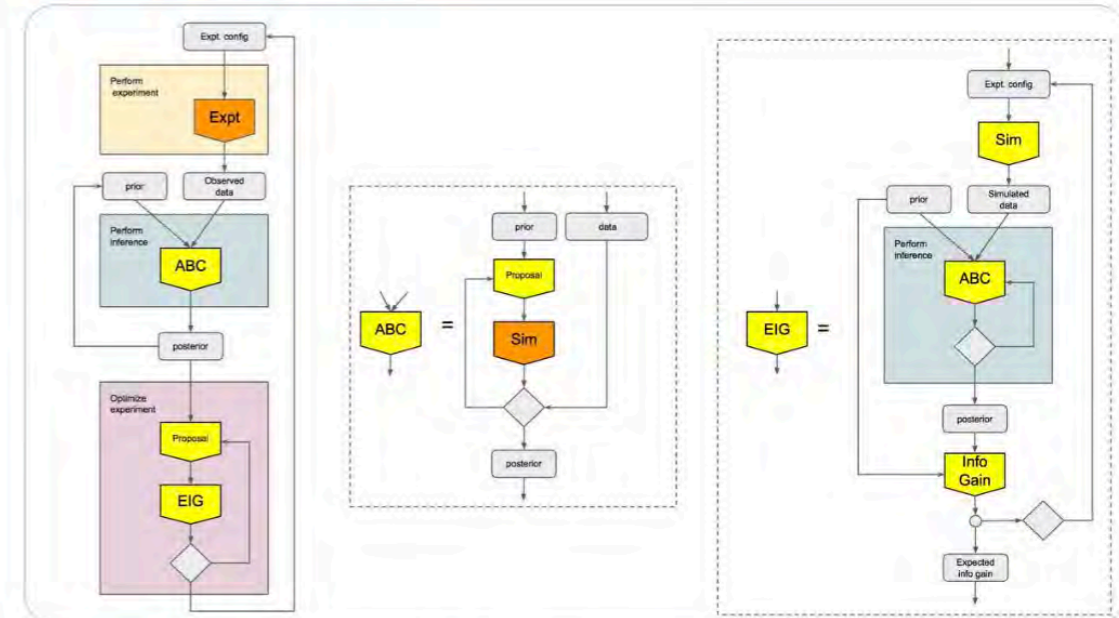 Expt. config
Perform
experiment
Expt
prior
Observed
data
Perform
inference
ABC
posterior
Optimize
experiment
Proposal
EIG
ABC
=
prior
data
Proposal
Sim
posterior
EIG
=
Expt. config
Sim
prior
Simulated
data
Perform
inference
ABC
posterior
Info
Gain
Expected
info gain